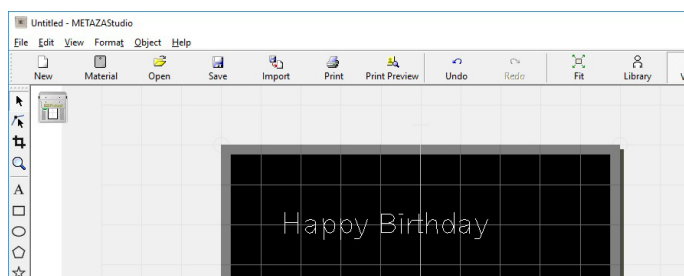 Untitled - METAZAStudio
File Edit View Format Object Help
New Material Open Save Import Print Print Preview Undo Redo Fit Library
A
Happy Birthday